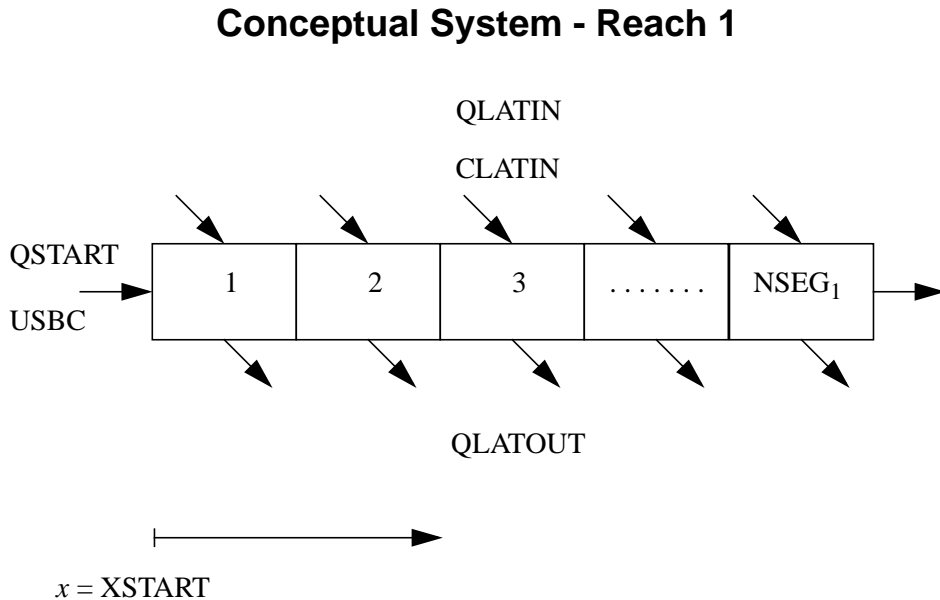 Conceptual System - Reach 1
QLATIN
CLATIN
QSTART
USBC
1 2 3 ....... NSEG₁
QLATOUT
x = XSTART